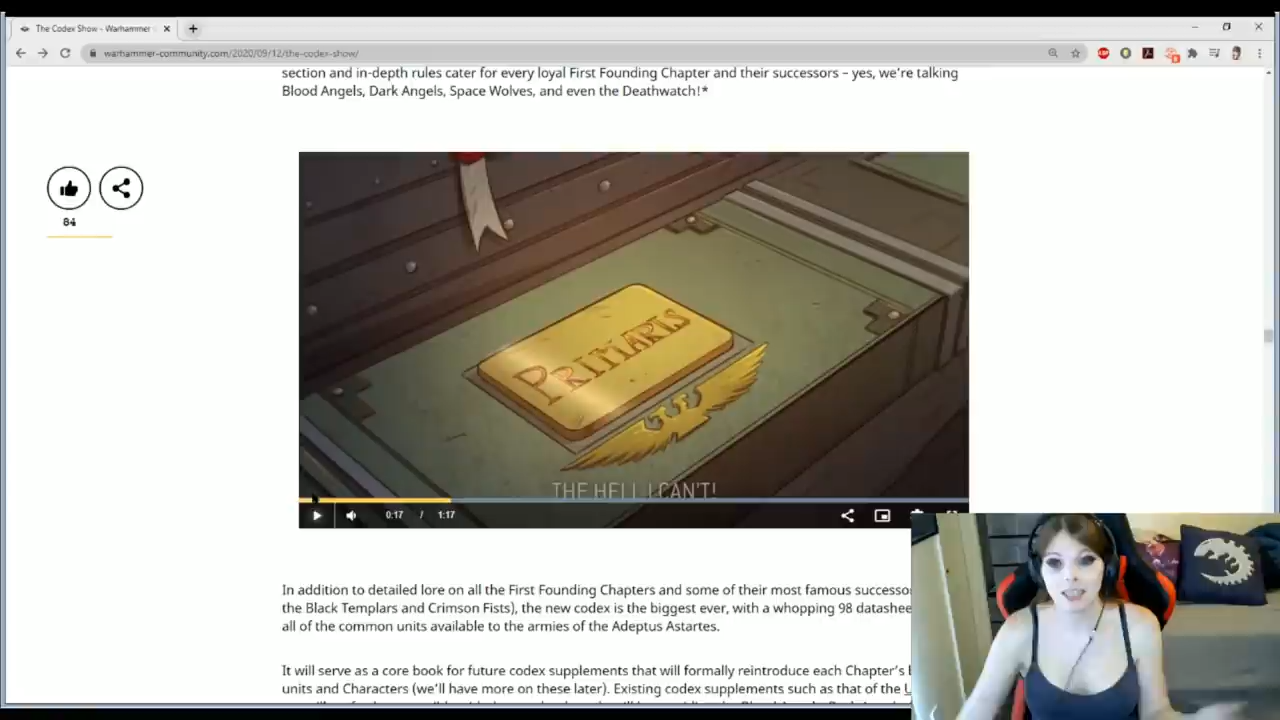 The Codex Show - Warhammer
warhammer-community.com/2020/09/12/the-codex-show/
section and in-depth rules cater for every loyal First Founding Chapter and their successors – yes, we're talking
Blood Angels, Dark Angels, Space Wolves, and even the Deathwatch!*
84
PRIMARIS
THE HELL I CAN'T!
0:17 / 1:17
In addition to detailed lore on all the First Founding Chapters and some of their most famous successor
the Black Templars and Crimson Fists), the new codex is the biggest ever, with a whopping 98 datashee
all of the common units available to the armies of the Adeptus Astartes.
It will serve as a core book for future codex supplements that will formally reintroduce each Chapter's
units and Characters (we'll have more on these later). Existing codex supplements such as that of the U